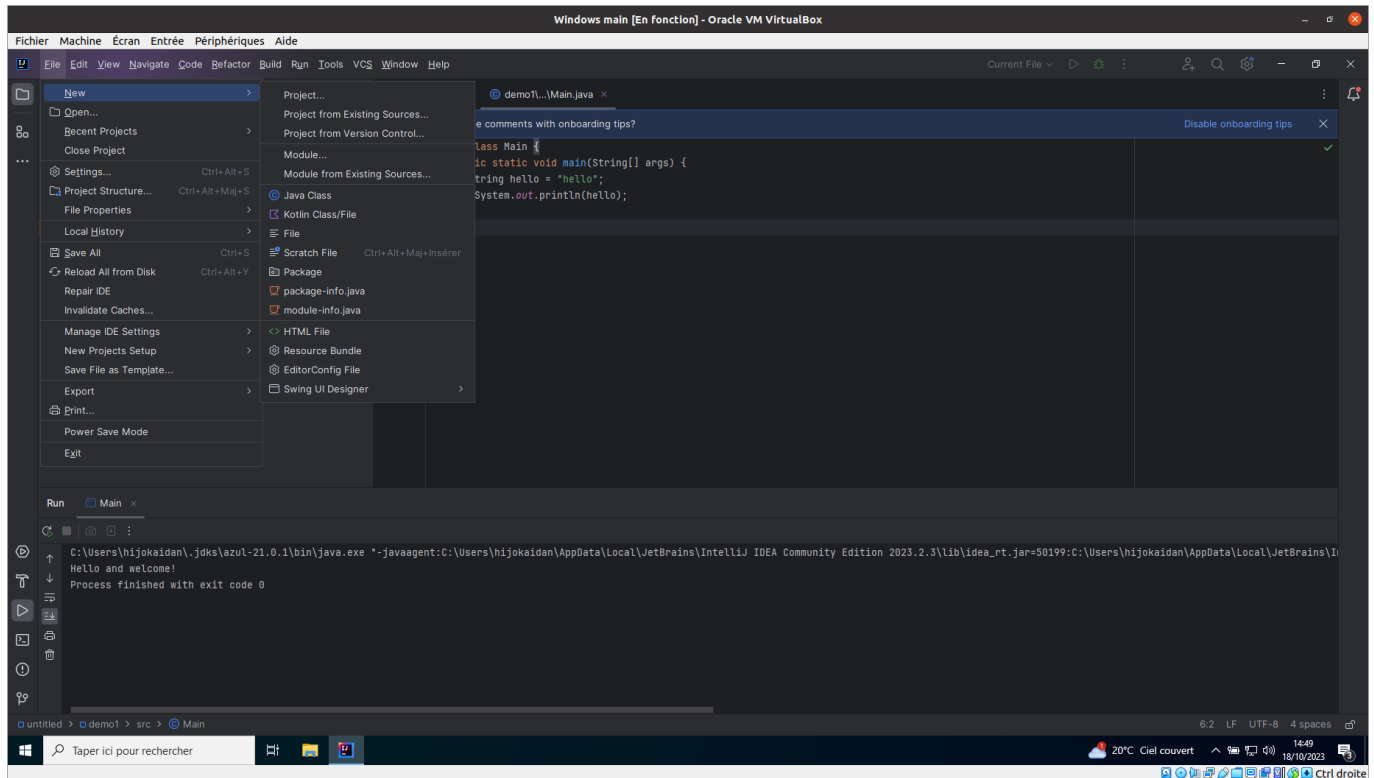 Windows main [En fonction] - Oracle VM VirtualBox
Fichier Machine Écran Entrée Périphériques Aide
File Edit View Navigate Code Refactor Build Run Tools VCS Window Help
Current File
New
Open...
Recent Projects
Close Project
Settings... Ctrl+Alt+S
Project Structure... Ctrl+Alt+Maj+S
File Properties
Local History
Save All Ctrl+S
Reload All from Disk Ctrl+Alt+Y
Repair IDE
Invalidate Caches...
Manage IDE Settings
New Projects Setup
Save File as Template...
Export
Print...
Power Save Mode
Exit
Project...
Project from Existing Sources...
Project from Version Control...
Module...
Module from Existing Sources...
Java Class
Kotlin Class/File
File
Scratch File Ctrl+Alt+Maj+Insérer
Package
package-info.java
module-info.java
HTML File
Resource Bundle
EditorConfig File
Swing UI Designer
demo1\...\Main.java
e comments with onboarding tips? Disable onboarding tips
lass Main {
ic static void main(String[] args) {
tring hello = "hello";
System.out.println(hello);
Run Main
C:\Users\hijokaidan\.jdks\azul-21.0.1\bin\java.exe "-javaagent:C:\Users\hijokaidan\AppData\Local\JetBrains\IntelliJ IDEA Community Edition 2023.2.3\lib\idea_rt.jar=50199:C:\Users\hijokaidan\AppData\Local\JetBrains\I
Hello and welcome!
Process finished with exit code 0
untitled > demo1 > src > Main
6:2 LF UTF-8 4 spaces
Taper ici pour rechercher
20°C Ciel couvert
14:49
18/10/2023
3
Ctrl droite